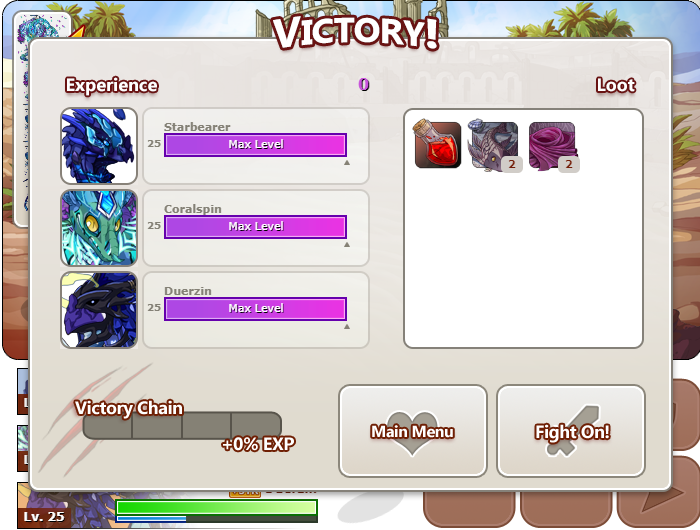 VICTORY!
Experience
0
Loot
Starbearer
25
Max Level
2
2
Coralspin
25
Max Level
Duerzin
25
Max Level
Victory Chain
+0% EXP
Main Menu
Fight On!
Lv. 25